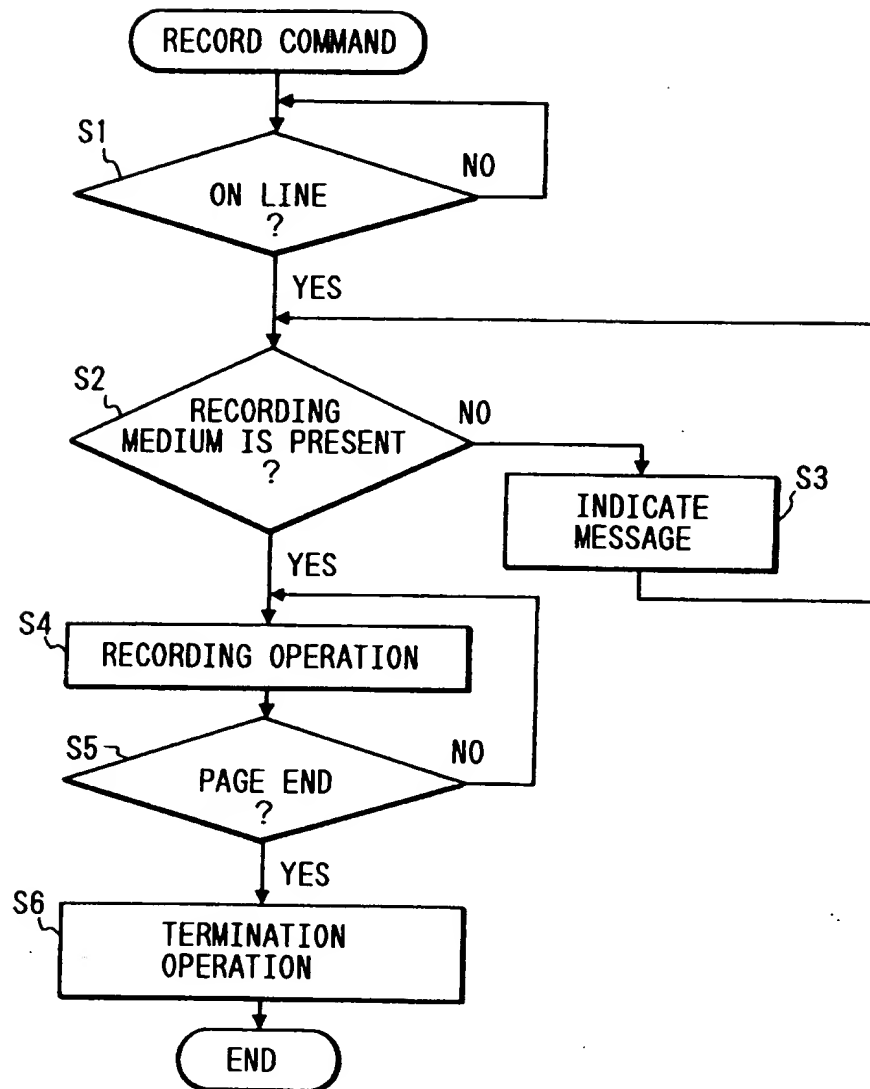 RECORD COMMAND
S1
NO
ON LINE
?
YES
S2
NO
RECORDING
MEDIUM IS PRESENT
?
S3
INDICATE
MESSAGE
YES
S4
RECORDING OPERATION
S5
NO
PAGE END
?
YES
S6
TERMINATION
OPERATION
END